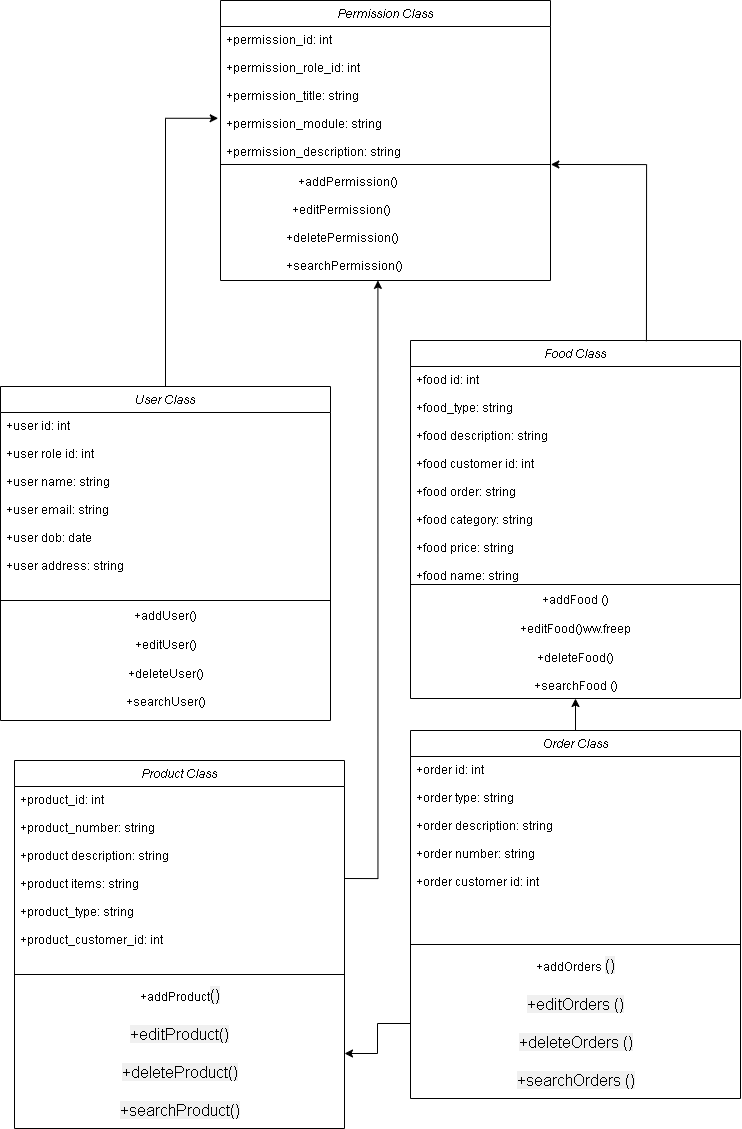 Permission Class
+permission_id: int
+permission_role_id: int
+permission_title: string
+permission_module: string
+permission_description: string
+addPermission()
+editPermission()
+deletePermission()
+searchPermission()
User Class
+user id: int
+user role id: int
+user name: string
+user email: string
+user dob: date
+user address: string
+addUser()
+editUser()
+deleteUser()
+searchUser()
Food Class
+food id: int
+food_type: string
+food description: string
+food customer id: int
+food order: string
+food category: string
+food price: string
+food name: string
+addFood ()
+editFood()ww.freep
+deleteFood()
+searchFood ()
Product Class
+product_id: int
+product_number: string
+product description: string
+product items: string
+product_type: string
+product_customer_id: int
+addProduct()
+editProduct()
+deleteProduct()
+searchProduct()
Order Class
+order id: int
+order type: string
+order description: string
+order number: string
+order customer id: int
+addOrders ()
+editOrders ()
+deleteOrders ()
+searchOrders ()